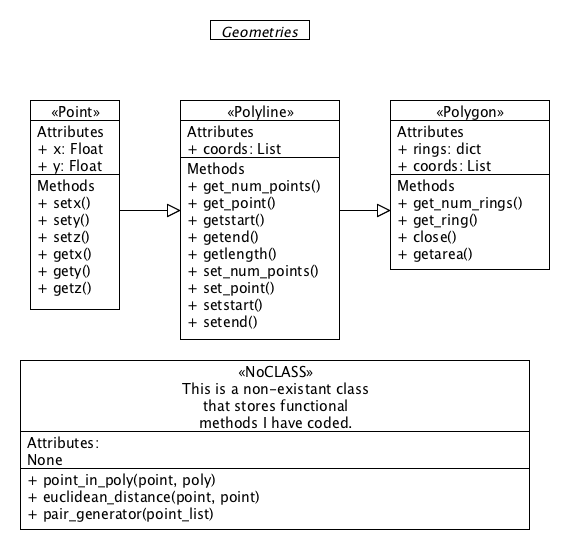 Geometries
«Point»
Attributes
+ x: Float
+ y: Float
Methods
+ setx()
+ sety()
+ setz()
+ getx()
+ gety()
+ getz()
«Polyline»
Attributes
+ coords: List
Methods
+ get_num_points()
+ get_point()
+ getstart()
+ getend()
+ getlength()
+ set_num_points()
+ set_point()
+ setstart()
+ setend()
«Polygon»
Attributes
+ rings: dict
+ coords: List
Methods
+ get_num_rings()
+ get_ring()
+ close()
+ getarea()
«NoCLASS»
This is a non-existant class
that stores functional
methods I have coded.
Attributes:
None
+ point_in_poly(point, poly)
+ euclidean_distance(point, point)
+ pair_generator(point_list)